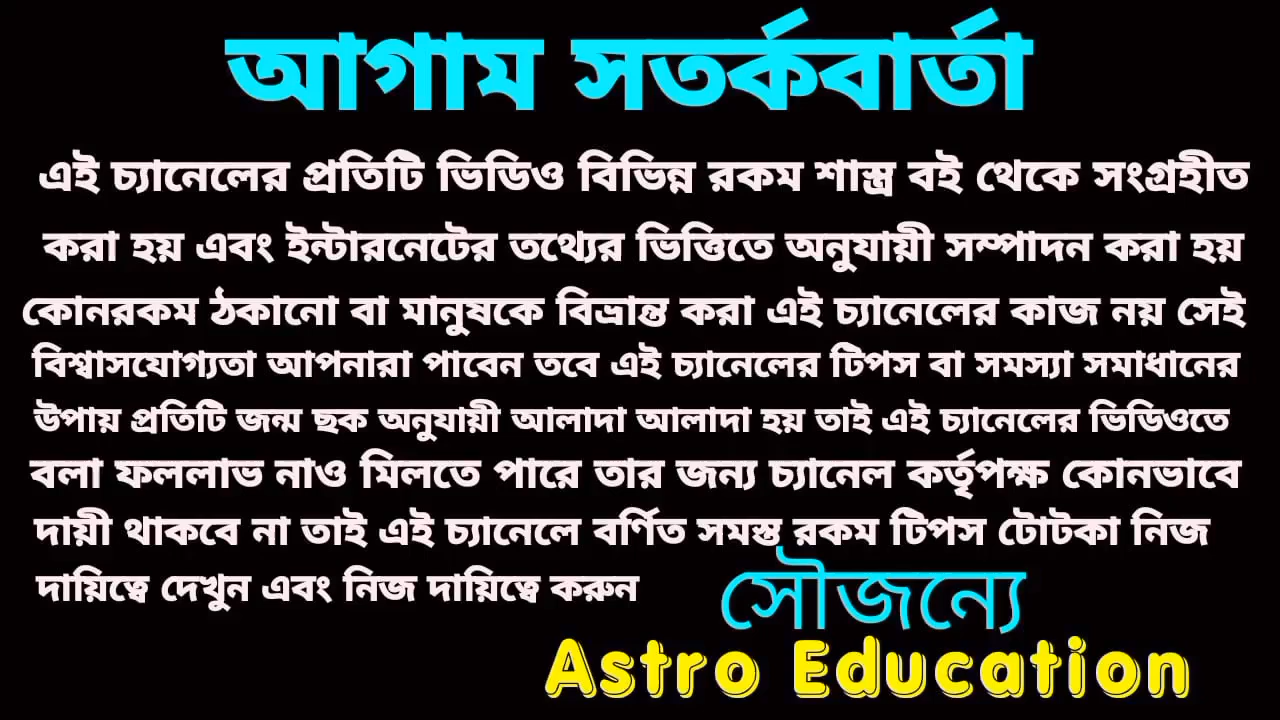 আগাম সতর্কবার্তা
এই চ্যানেলের প্রতিটি ভিডিও বিভিন্ন রকম শাস্ত্র বই থেকে সংগ্রহীত
করা হয় এবং ইন্টারনেটের তথ্যের ভিত্তিতে অনুযায়ী সম্পাদন করা হয়
কোনরকম ঠকানো বা মানুষকে বিভ্রান্ত করা এই চ্যানেলের কাজ নয় সেই
বিশ্বাসযোগ্যতা আপনারা পাবেন তবে এই চ্যানেলের টিপস বা সমস্যা সমাধানের
উপায় প্রতিটি জন্ম ছক অনুযায়ী আলাদা আলাদা হয় তাই এই চ্যানেলের ভিডিওতে
বলা ফললাভ নাও মিলতে পারে তার জন্য চ্যানেল কর্তৃপক্ষ কোনভাবে
দায়ী থাকবে না তাই এই চ্যানেলে বর্ণিত সমস্ত রকম টিপস টোটকা নিজ
দায়িত্বে দেখুন এবং নিজ দায়িত্বে করুন
সৌজন্যে
Astro Education